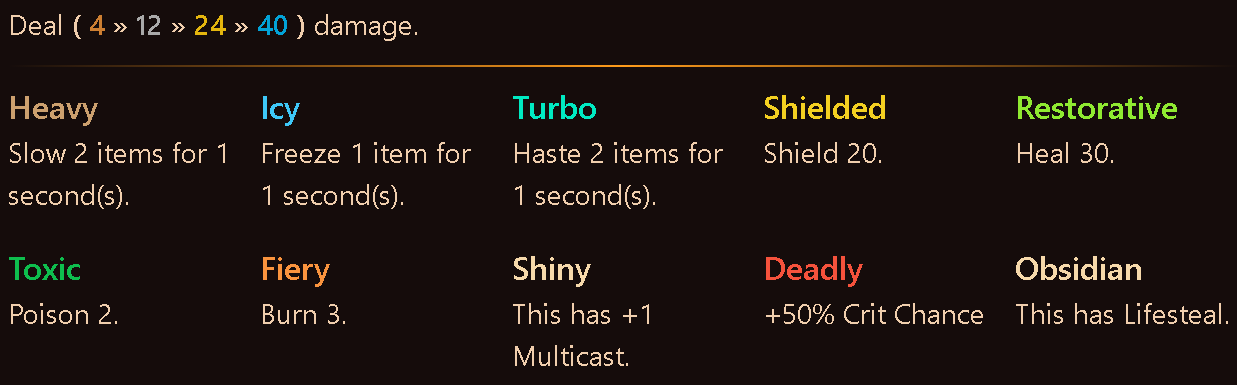 Deal ( 4 » 12 » 24 » 40 ) damage.
Heavy
Slow 2 items for 1
second(s).
Icy
Freeze 1 item for
1 second(s).
Turbo
Haste 2 items for
1 second(s).
Shielded
Shield 20.
Restorative
Heal 30.
Toxic
Poison 2.
Fiery
Burn 3.
Shiny
This has +1
Multicast.
Deadly
+50% Crit Chance
Obsidian
This has Lifesteal.